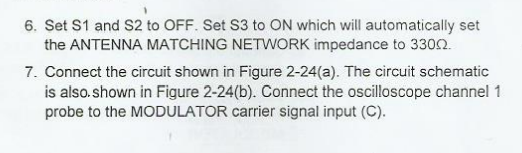 6. Set S1 and S2 to OFF. Set S3 to ON which will automatically set
the ANTENNA MATCHING NETWORK impedance to 330Ω.
7. Connect the circuit shown in Figure 2-24(a). The circuit schematic
is also shown in Figure 2-24(b). Connect the oscilloscope channel 1
probe to the MODULATOR carrier signal input (C).